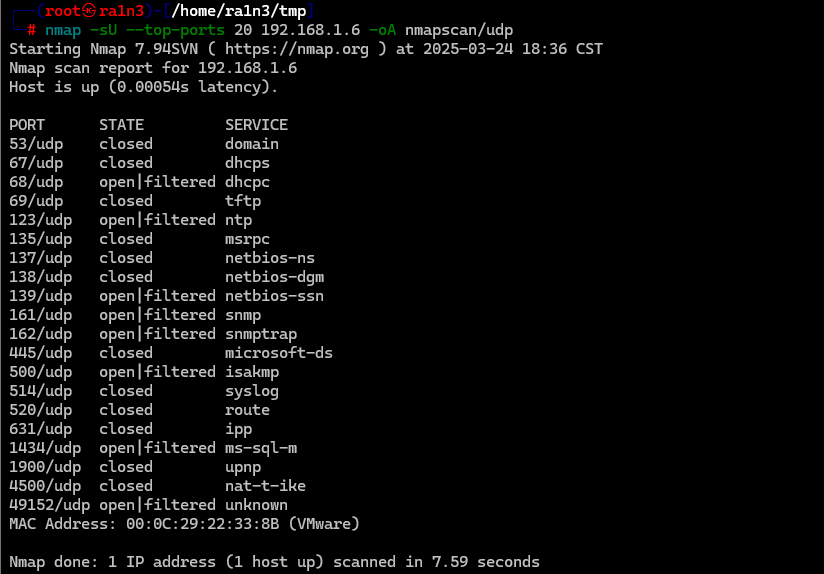 ┌──(root㉿ra1n3)-[/home/ra1n3/tmp]
└─# nmap -sU --top-ports 20 192.168.1.6 -oA nmapscan/udp
Starting Nmap 7.94SVN ( https://nmap.org ) at 2025-03-24 18:36 CST
Nmap scan report for 192.168.1.6
Host is up (0.00054s latency).

PORT      STATE         SERVICE
53/udp    closed        domain
67/udp    closed        dhcps
68/udp    open|filtered dhcpc
69/udp    closed        tftp
123/udp   open|filtered ntp
135/udp   closed        msrpc
137/udp   closed        netbios-ns
138/udp   closed        netbios-dgm
139/udp   open|filtered netbios-ssn
161/udp   open|filtered snmp
162/udp   open|filtered snmptrap
445/udp   closed        microsoft-ds
500/udp   open|filtered isakmp
514/udp   closed        syslog
520/udp   closed        route
631/udp   closed        ipp
1434/udp  open|filtered ms-sql-m
1900/udp  closed        upnp
4500/udp  closed        nat-t-ike
49152/udp open|filtered unknown
MAC Address: 00:0C:29:22:33:8B (VMware)

Nmap done: 1 IP address (1 host up) scanned in 7.59 seconds